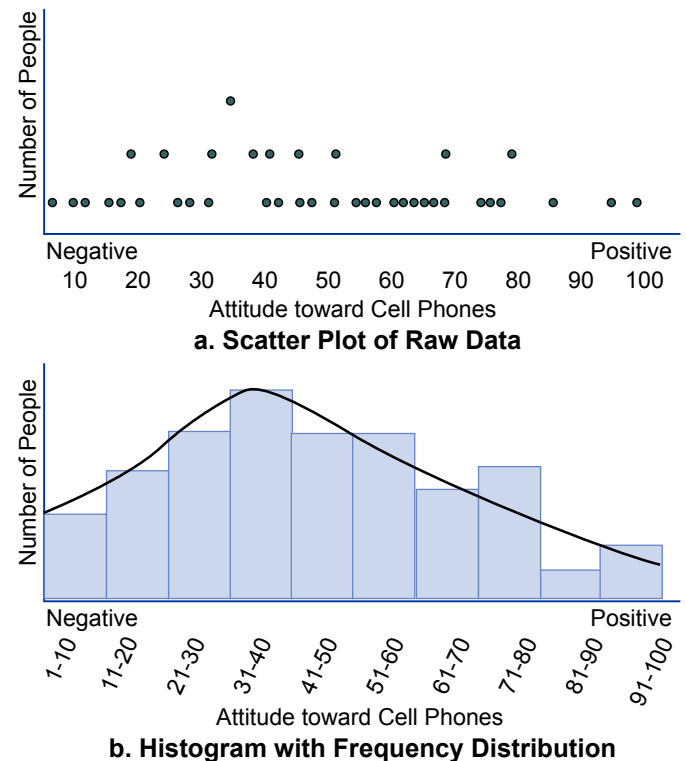 Number of People
Negative Positive
10 20 30 40 50 60 70 80 90 100
Attitude toward Cell Phones
a. Scatter Plot of Raw Data
Number of People
Negative Positive
1-10 11-20 21-30 31-40 41-50 51-60 61-70 71-80 81-90 91-100
Attitude toward Cell Phones
b. Histogram with Frequency Distribution